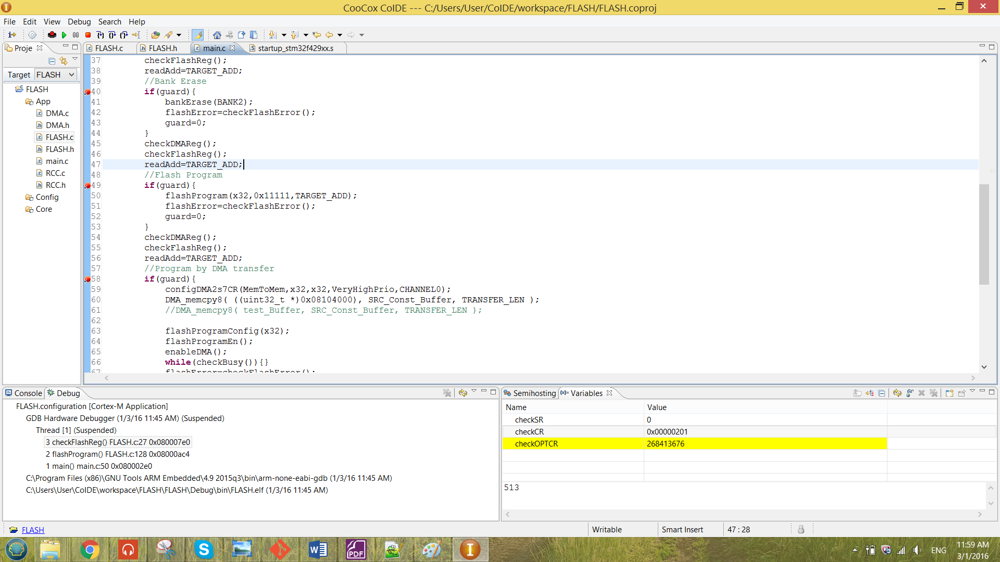 CooCox CoIDE --- C:/Users/User/CoIDE/workspace/FLASH/FLASH.coproj
File Edit View Debug Search Help
Proje
FLASH.c FLASH.h main.c startup_stm32f429xx.s
Target FLASH
FLASH
App
DMA.c
DMA.h
FLASH.c
FLASH.h
main.c
RCC.c
RCC.h
Config
Core
37 checkFlashReg();
38 readAdd=TARGET_ADD;
39 //Bank Erase
40 if(guard){
41 bankErase(BANK2);
42 flashError=checkFlashError();
43 guard=0;
44 }
45 checkDMAReg();
46 checkFlashReg();
47 readAdd=TARGET_ADD;
48 //Flash Program
49 if(guard){
50 flashProgram(x32,0x11111,TARGET_ADD);
51 flashError=checkFlashError();
52 guard=0;
53 }
54 checkDMAReg();
55 checkFlashReg();
56 readAdd=TARGET_ADD;
57 //Program by DMA transfer
58 if(guard){
59 configDMA2s7CR(MemToMem,x32,x32,VeryHighPrio,CHANNEL0);
60 DMA_memcpy8( ((uint32_t *)0x08104000), SRC_Const_Buffer, TRANSFER_LEN );
61 //DMA_memcpy8( test_Buffer, SRC_Const_Buffer, TRANSFER_LEN );
62
63 flashProgramConfig(x32);
64 flashProgramEn();
65 enableDMA();
66 while(checkBusy()){}
67 flashError=checkFlashError();
Console Debug
FLASH.configuration [Cortex-M Application]
GDB Hardware Debugger (1/3/16 11:45 AM) (Suspended)
Thread [1] (Suspended)
3 checkFlashReg() FLASH.c:27 0x080007e0
2 flashProgram() FLASH.c:128 0x08000ac4
1 main() main.c:50 0x080002e0
C:\Program Files (x86)\GNU Tools ARM Embedded\4.9 2015q3\bin\arm-none-eabi-gdb (1/3/16 11:45 AM)
C:\Users\User\CoIDE\workspace\FLASH\FLASH\Debug\bin\FLASH.elf (1/3/16 11:45 AM)
Semihosting Variables
Name Value
checkSR 0
checkCR 0x00000201
checkOPTCR 268413676
513
FLASH
Writable Smart Insert 47 : 28
ENG
11:59 AM
3/1/2016